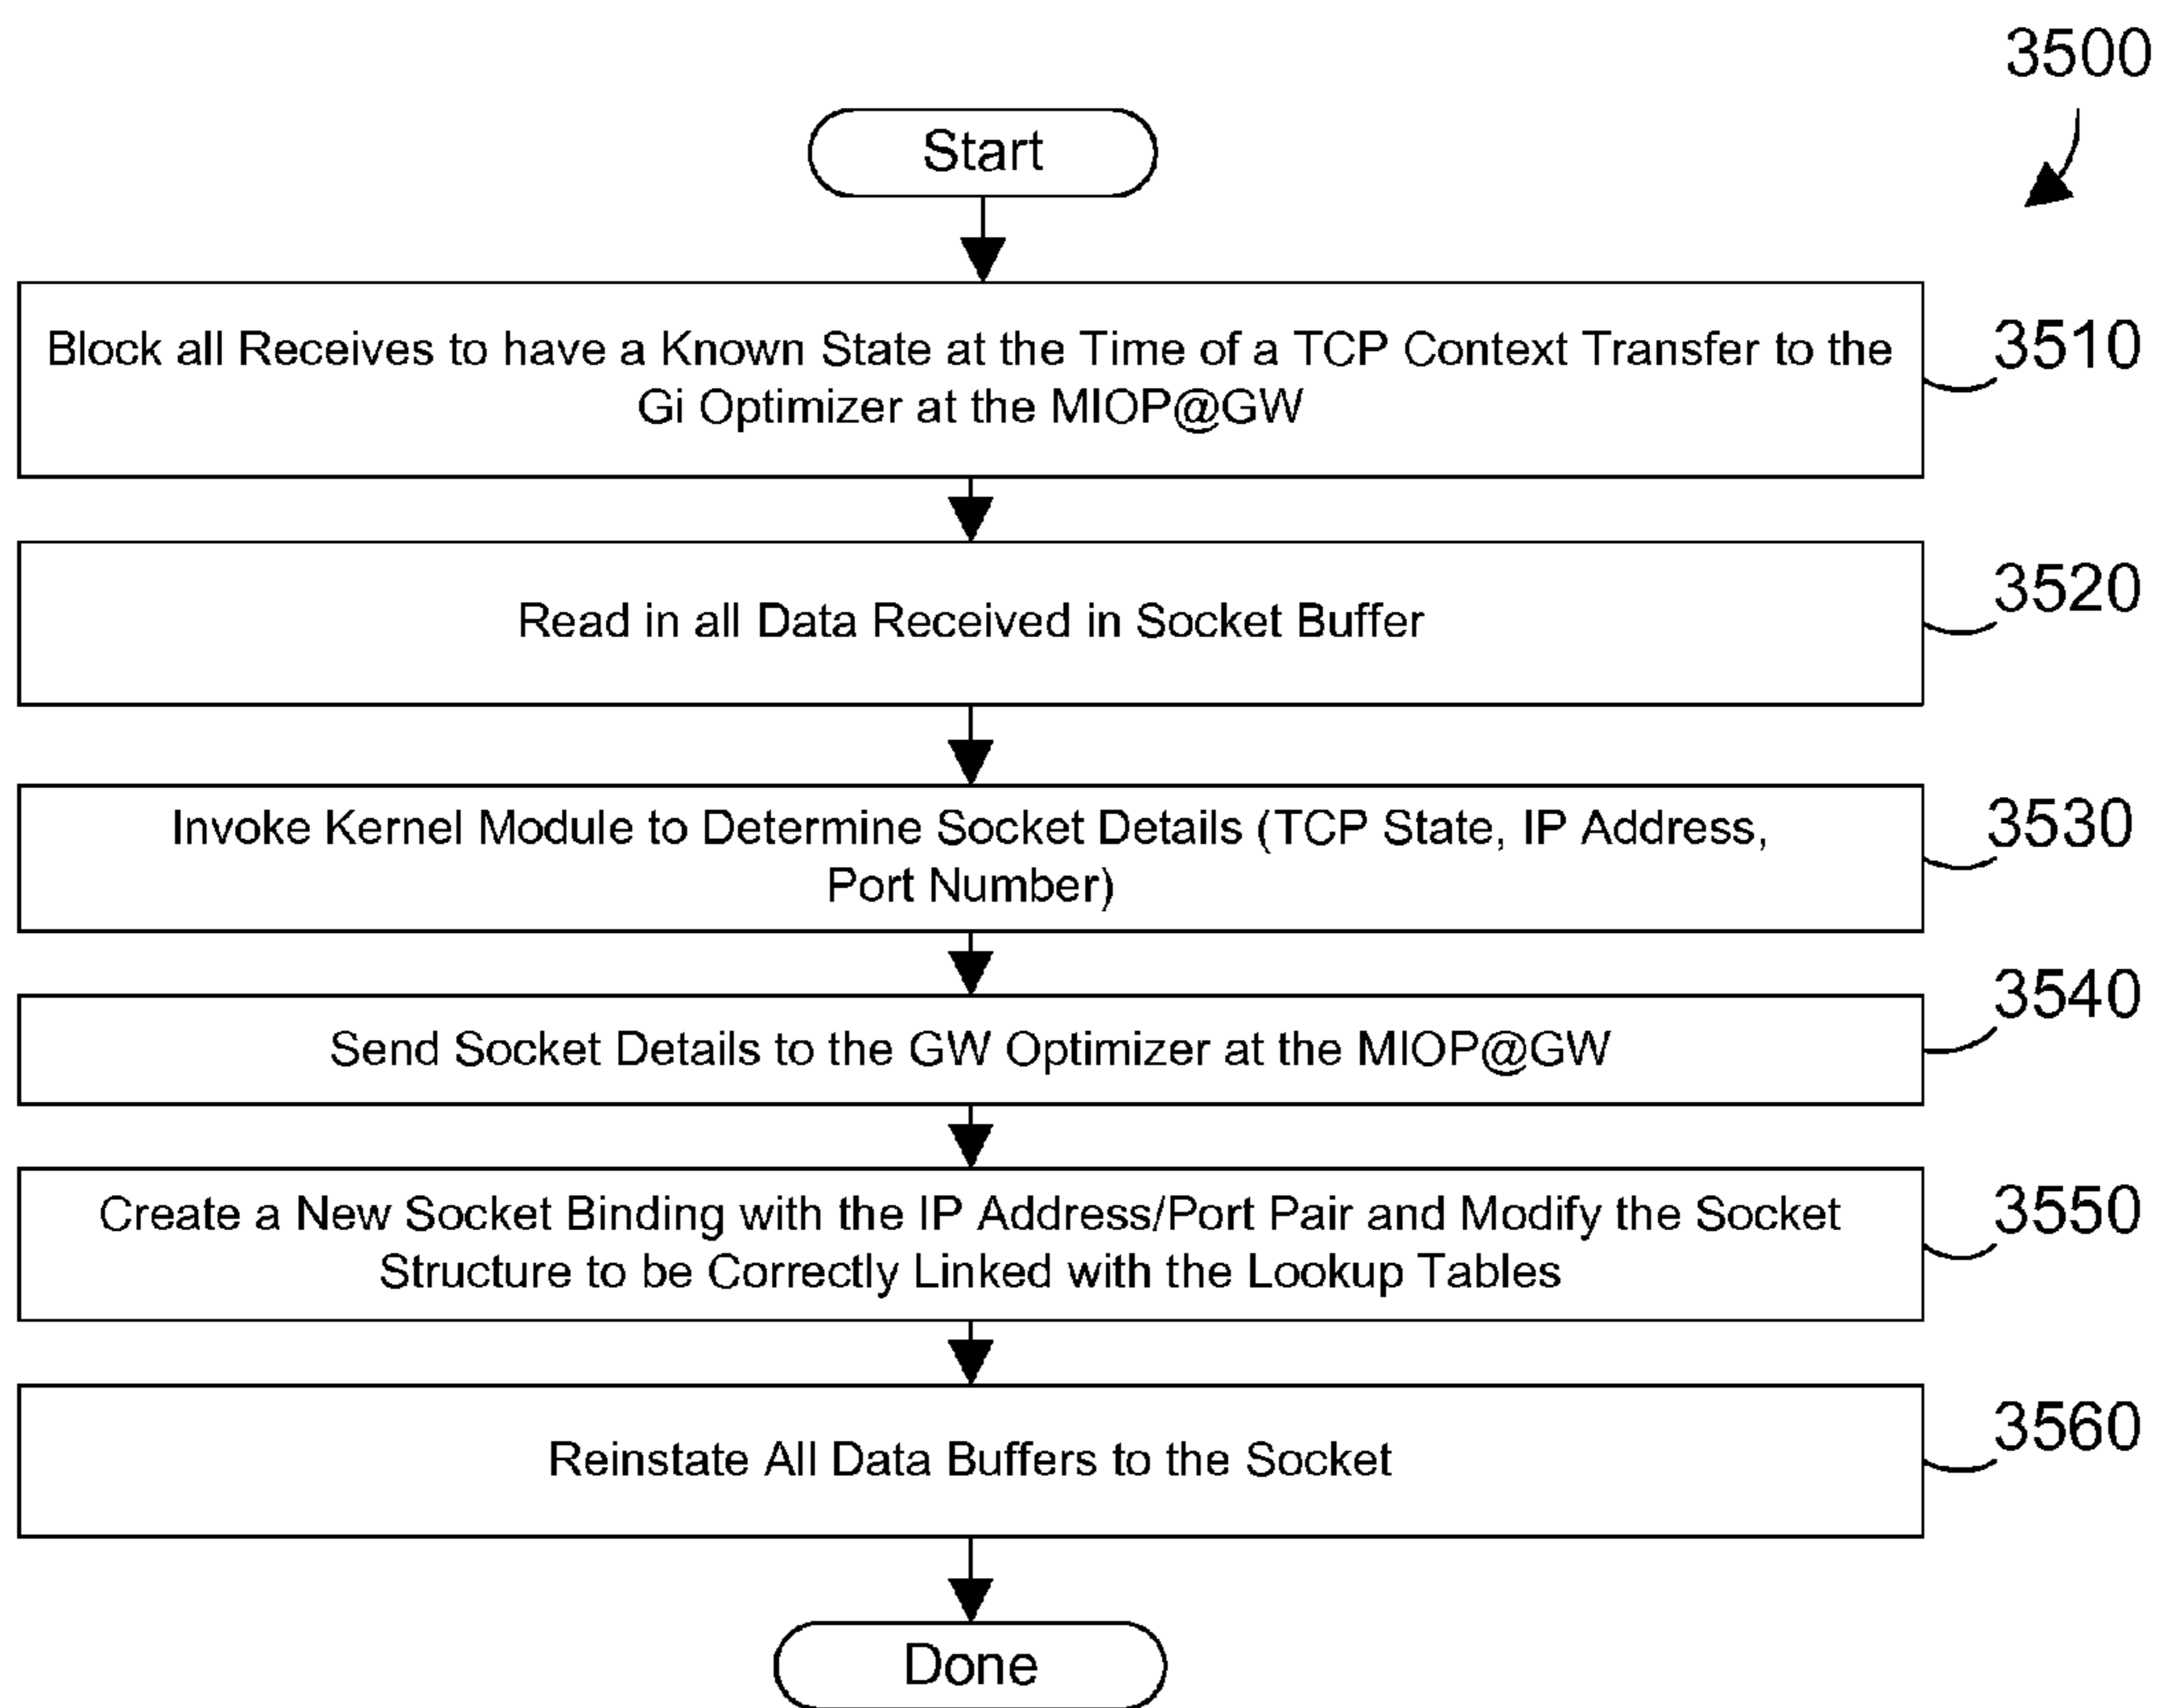 3500
Start
Block all Receives to have a Known State at the Time of a TCP Context Transfer to the
Gi Optimizer at the MIOP@GW
3510
Read in all Data Received in Socket Buffer
3520
Invoke Kernel Module to Determine Socket Details (TCP State, IP Address,
Port Number)
3530
Send Socket Details to the GW Optimizer at the MIOP@GW
3540
Create a New Socket Binding with the IP Address/Port Pair and Modify the Socket
Structure to be Correctly Linked with the Lookup Tables
3550
Reinstate All Data Buffers to the Socket
3560
Done